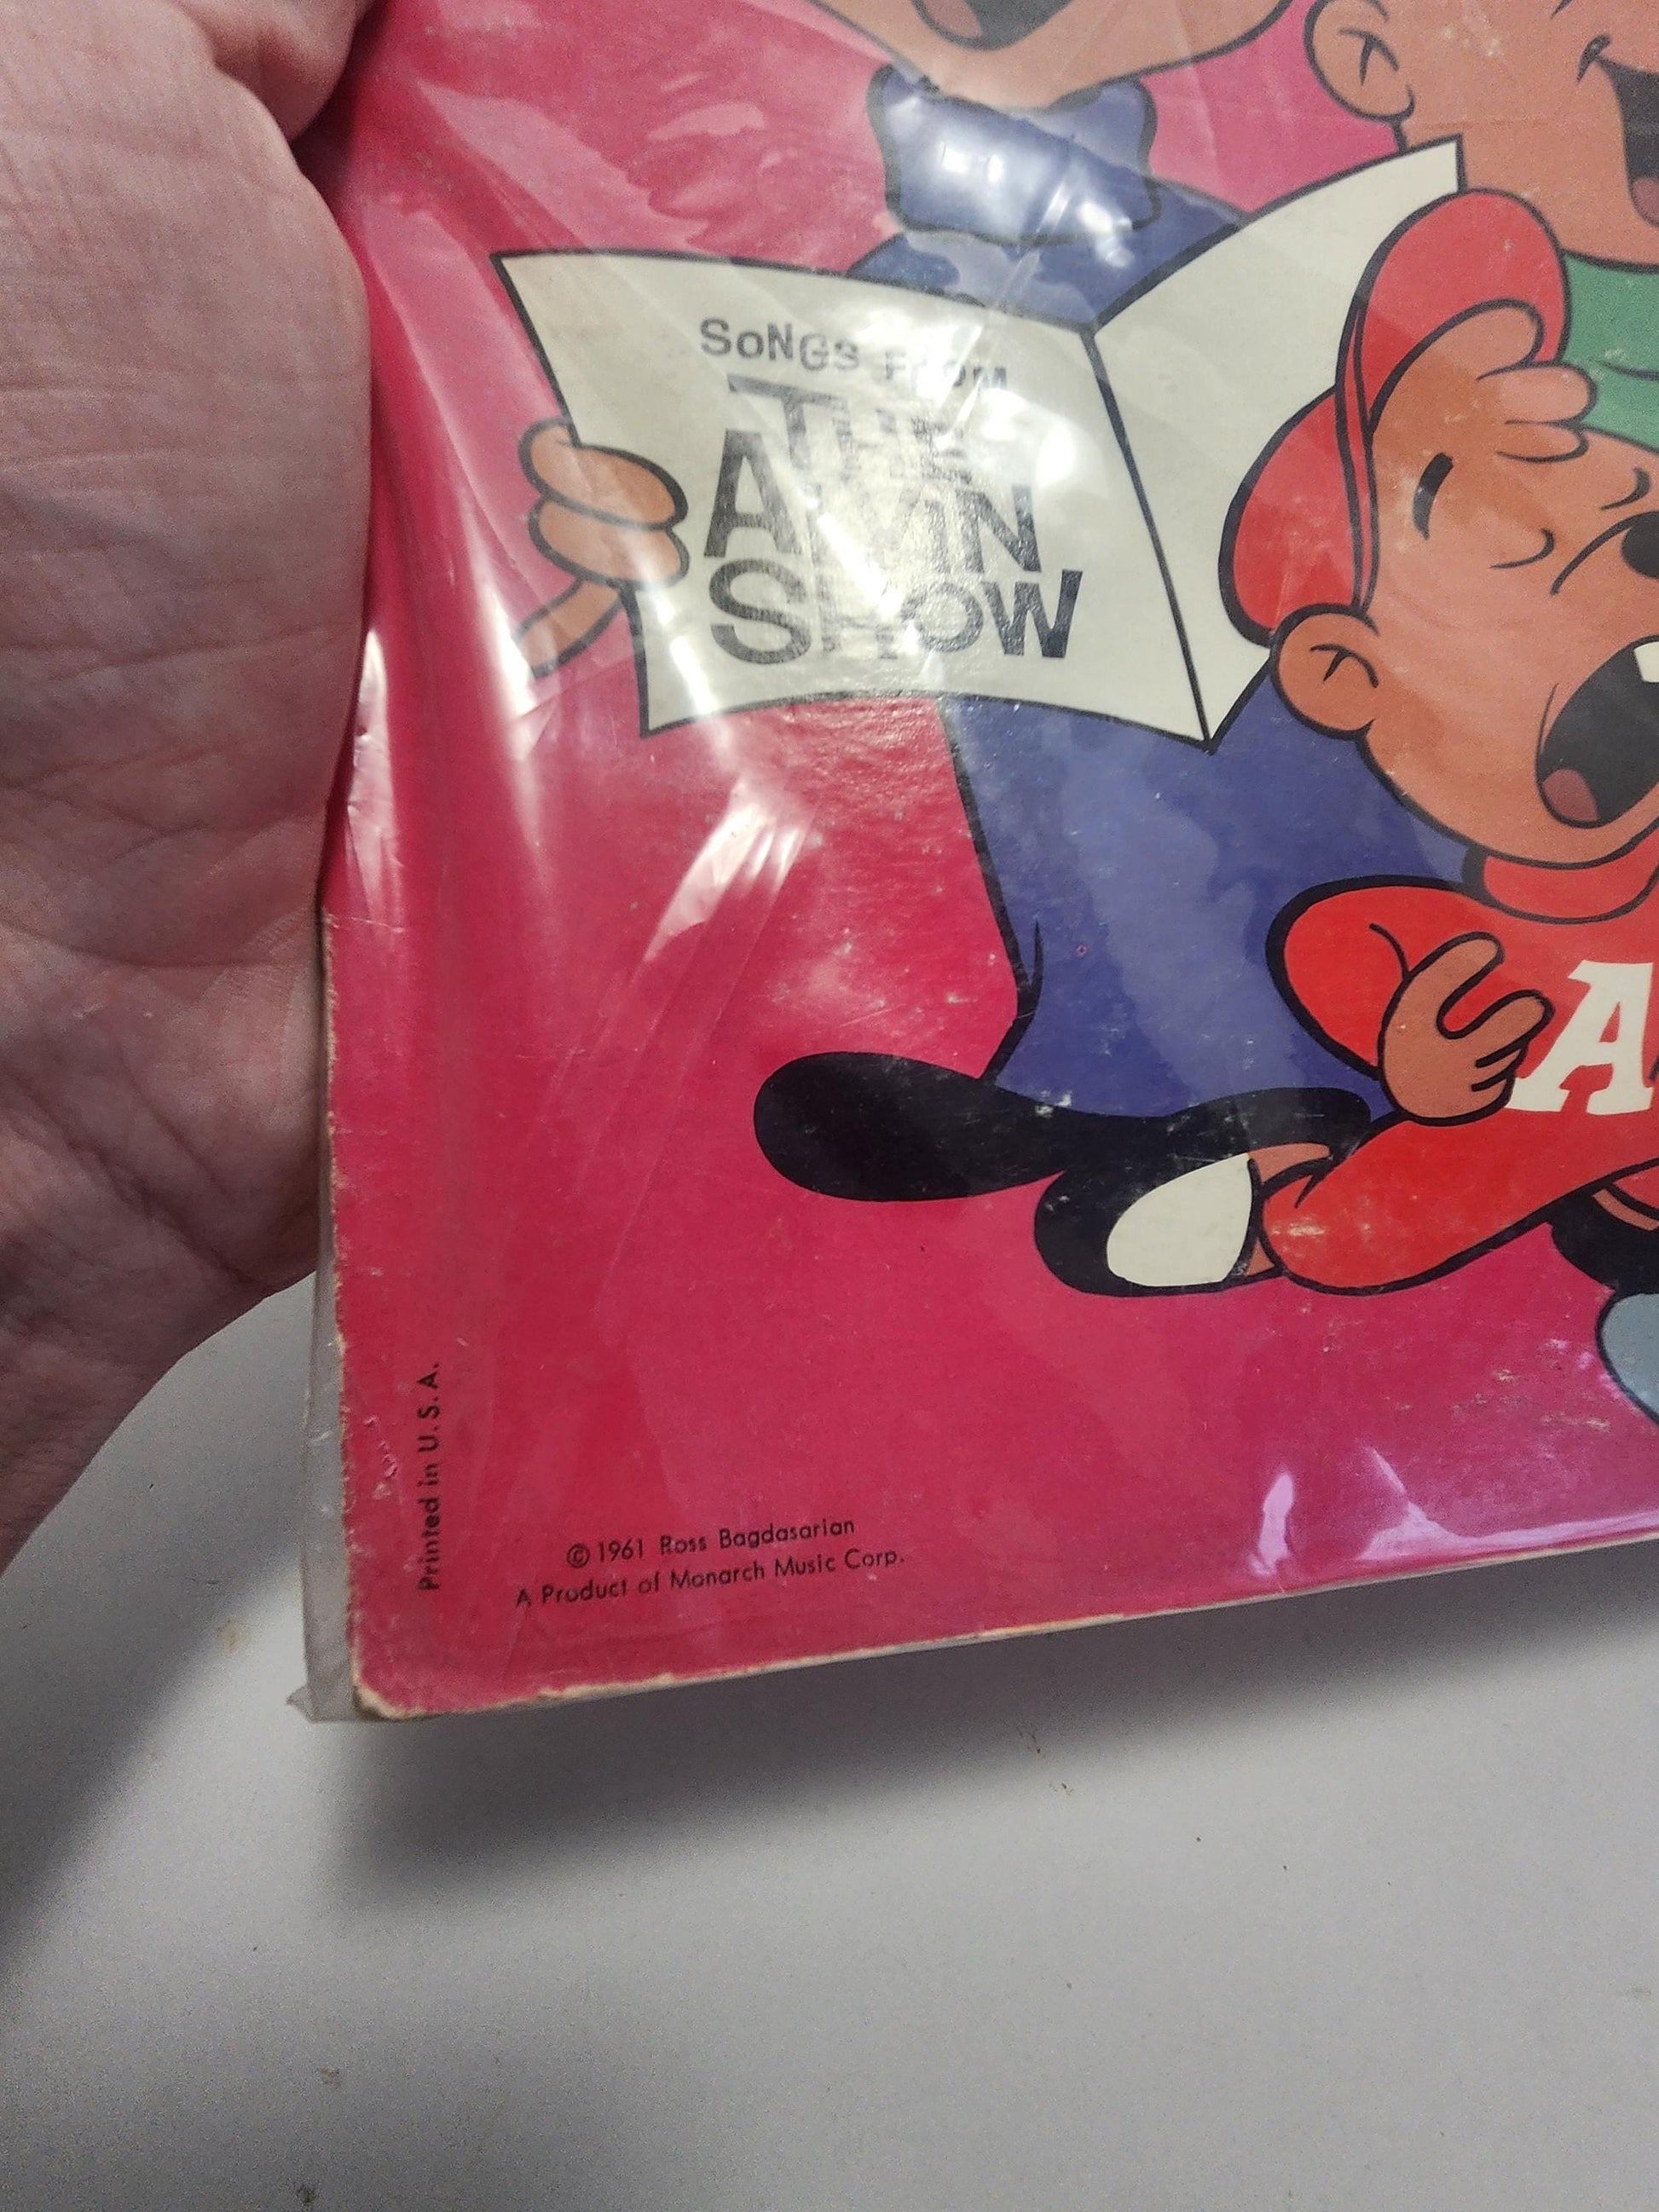 SoNGS FROM
THE
ALViN
SHOW
A
Printed in U.S.A.
© 1961 Ross Bagdasarian
A Product of Monarch Music Corp.